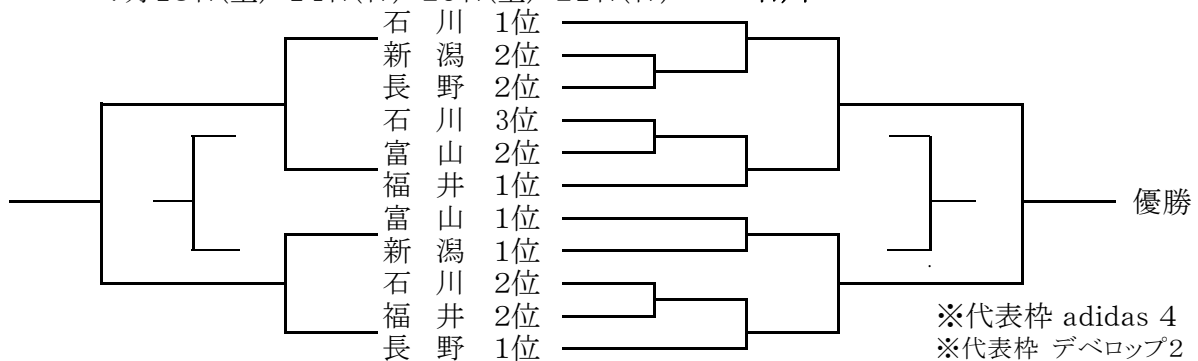 石 川 1位
新 潟 2位
長 野 2位
石 川 3位
富 山 2位
福 井 1位
富 山 1位
新 潟 1位
石 川 2位
福 井 2位
長 野 1位
優勝
※代表枠 adidas 4
※代表枠 デベロップ2